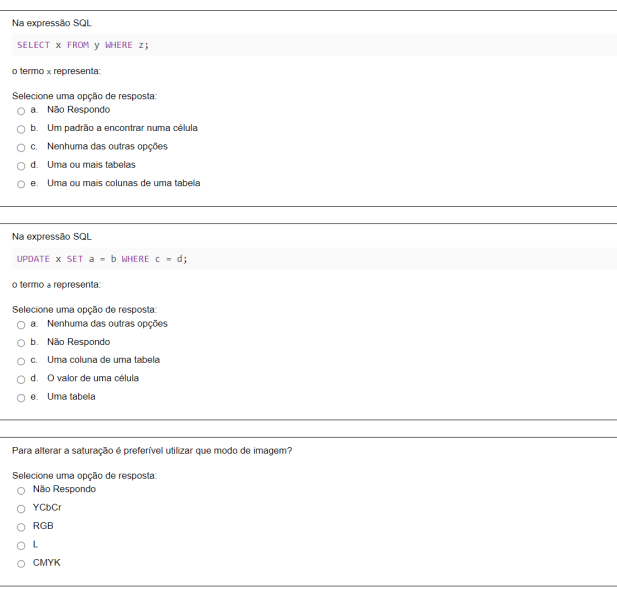 Na expressão SQL
SELECT x FROM y WHERE z;
o termo x representa:
Selecione uma opção de resposta:
a. Não Respondo
b. Um padrão a encontrar numa célula
c. Nenhuma das outras opções
d. Uma ou mais tabelas
e. Uma ou mais colunas de uma tabela
Na expressão SQL
UPDATE x SET a = b WHERE c = d;
o termo a representa:
Selecione uma opção de resposta:
a. Nenhuma das outras opções
b. Não Respondo
c. Uma coluna de uma tabela
d. O valor de uma célula
e. Uma tabela
Para alterar a saturação é preferível utilizar que modo de imagem?
Selecione uma opção de resposta:
Não Respondo
YCbCr
RGB
L
CMYK